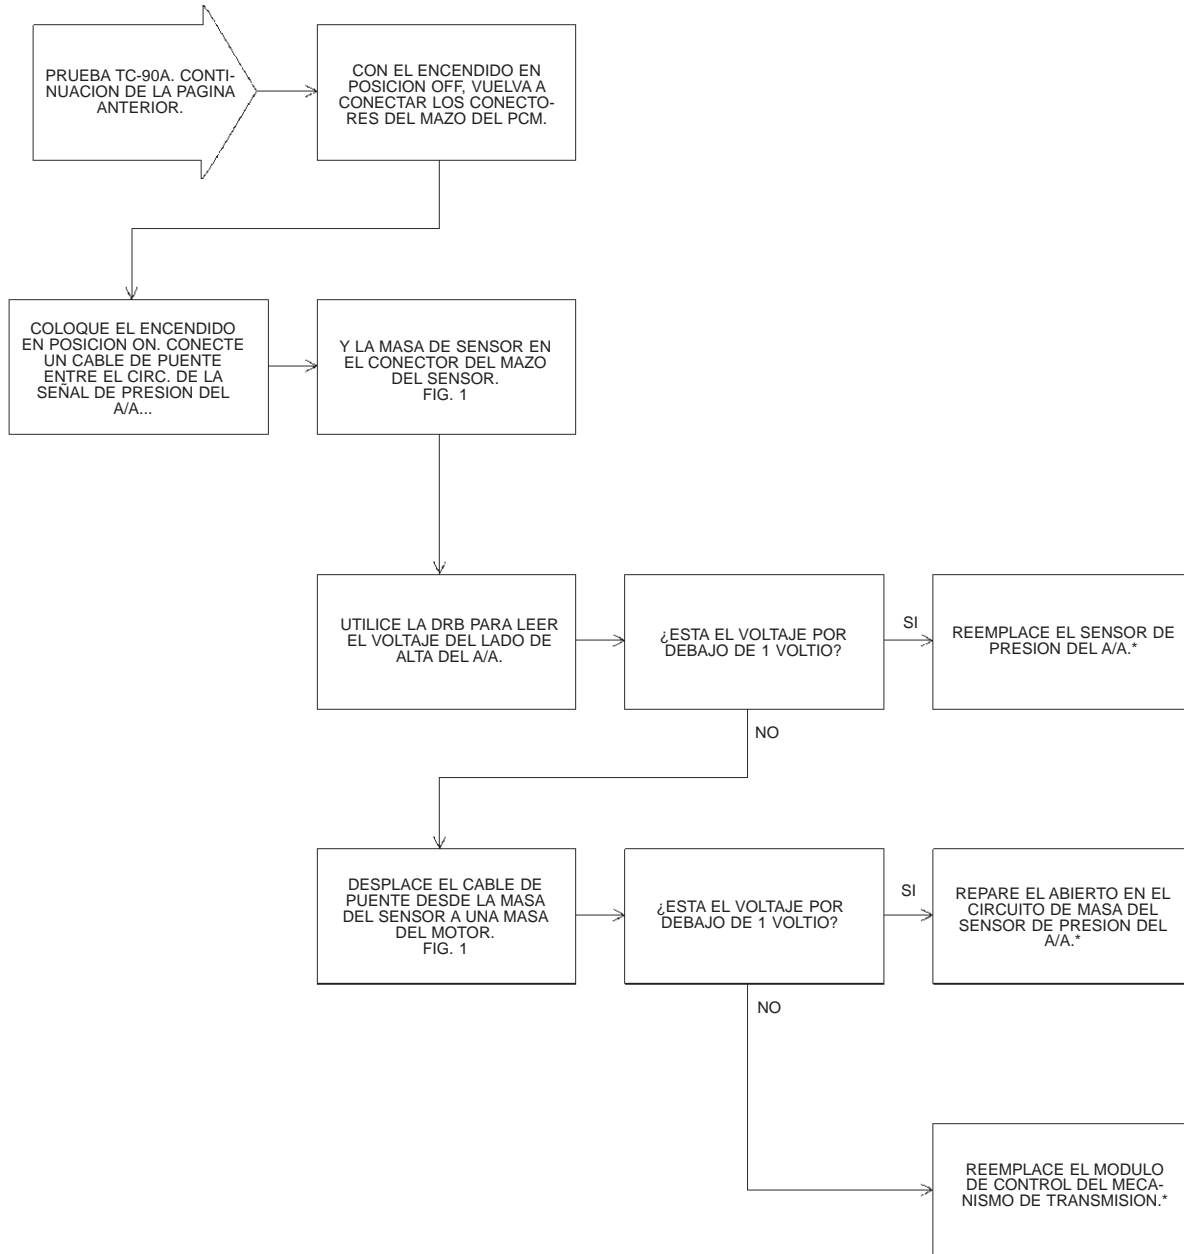 PRUEBA TC-90A. CONTI-
NUACION DE LA PAGINA
ANTERIOR.
CON EL ENCENDIDO EN
POSICION OFF, VUELVA A
CONECTAR LOS CONECTO-
RES DEL MAZO DEL PCM.
COLOQUE EL ENCENDIDO
EN POSICION ON. CONECTE
UN CABLE DE PUENTE
ENTRE EL CIRC. DE LA
SEÑAL DE PRESION DEL
A/A...
Y LA MASA DE SENSOR EN
EL CONECTOR DEL MAZO
DEL SENSOR.
FIG. 1
UTILICE LA DRB PARA LEER
EL VOLTAJE DEL LADO DE
ALTA DEL A/A.
¿ESTA EL VOLTAJE POR
DEBAJO DE 1 VOLTIO?
SI
REEMPLACE EL SENSOR DE
PRESION DEL A/A.*
NO
DESPLACE EL CABLE DE
PUENTE DESDE LA MASA
DEL SENSOR A UNA MASA
DEL MOTOR.
FIG. 1
¿ESTA EL VOLTAJE POR
DEBAJO DE 1 VOLTIO?
SI
REPARE EL ABIERTO EN EL
CIRCUITO DE MASA DEL
SENSOR DE PRESION DEL
A/A.*
NO
REEMPLACE EL MODULO
DE CONTROL DEL MECA-
NISMO DE TRANSMISION.*